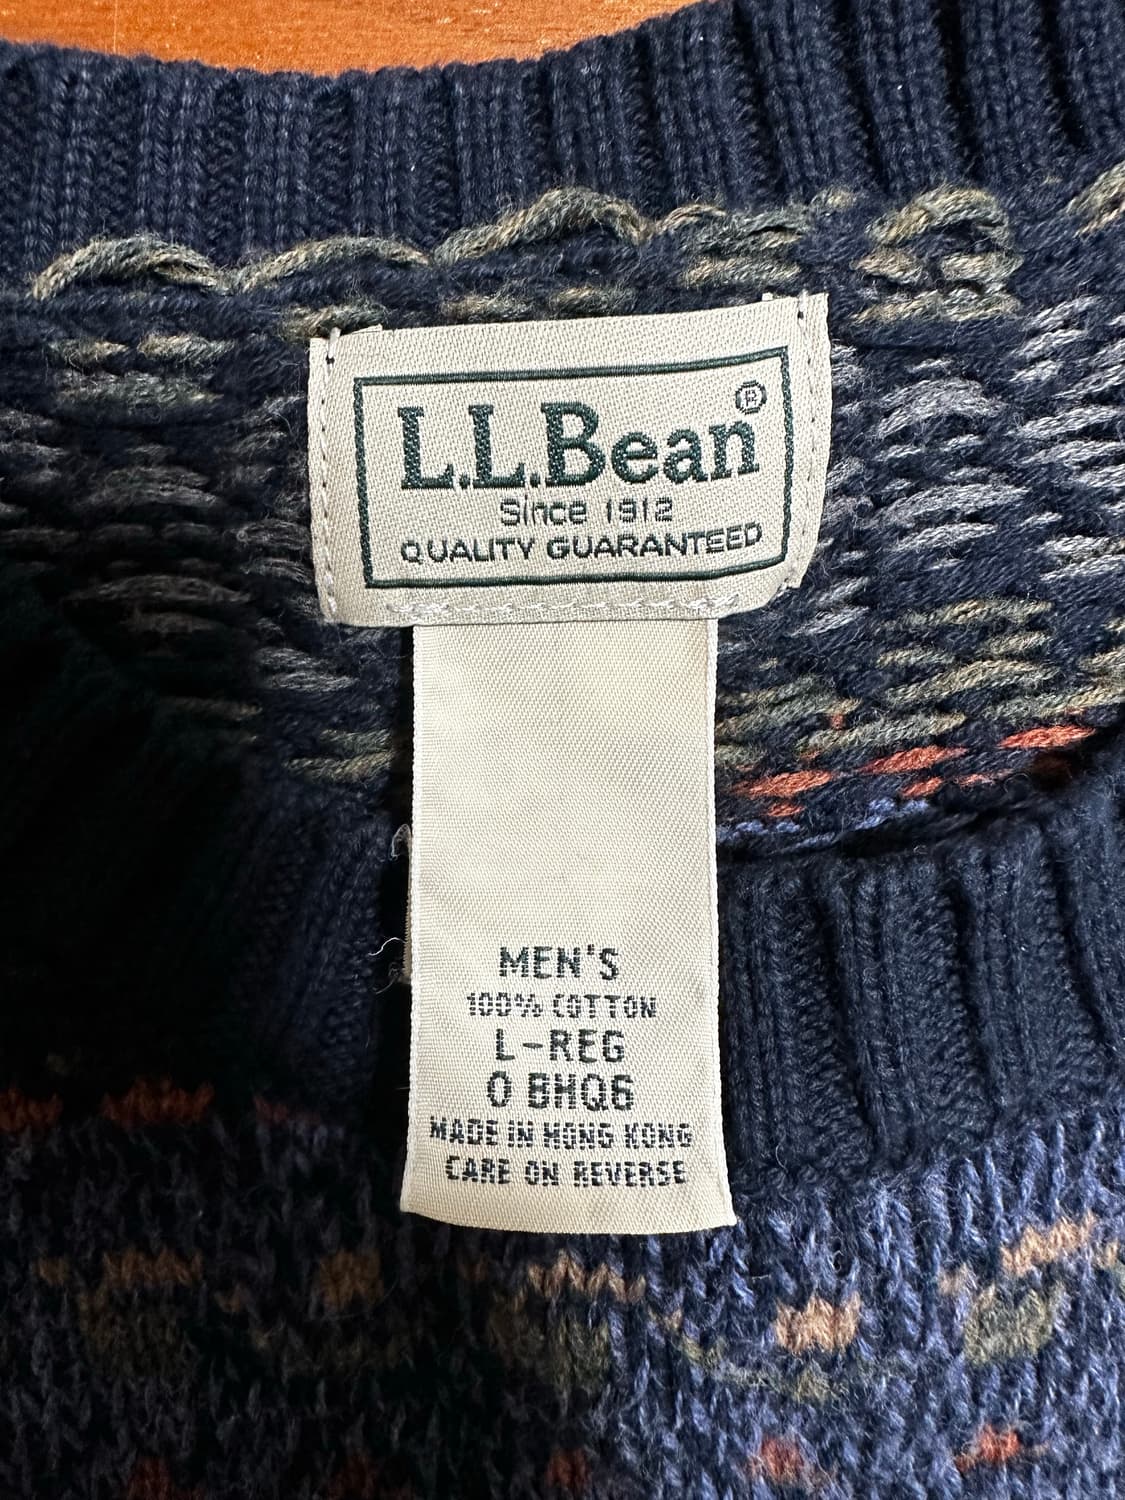 L.L.Bean®
Since 1912
QUALITY GUARANTEED
MEN'S
100% COTTON
L-REG
0 BHQ6
MADE IN HONG KONG
CARE ON REVERSE